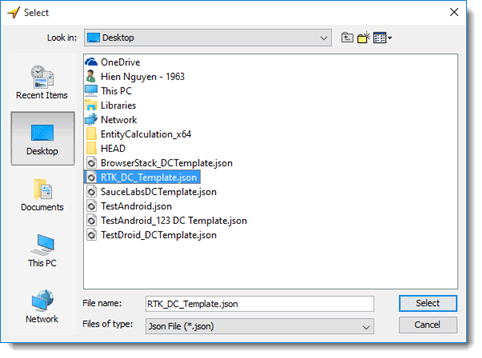 Select
Look in: Desktop
OneDrive
Hien Nguyen - 1963
This PC
Libraries
Network
EntityCalculation_x64
HEAD
BrowserStack_DCTemplate.json
RTK_DC_Template.json
SauceLabsDCTemplate.json
TestAndroid.json
TestAndroid_123 DC Template.json
TestDroid_DCTemplate.json
Recent Items
Desktop
Documents
This PC
Network
File name: RTK_DC_Template.json Select
Files of type: Json File (*.json) Cancel